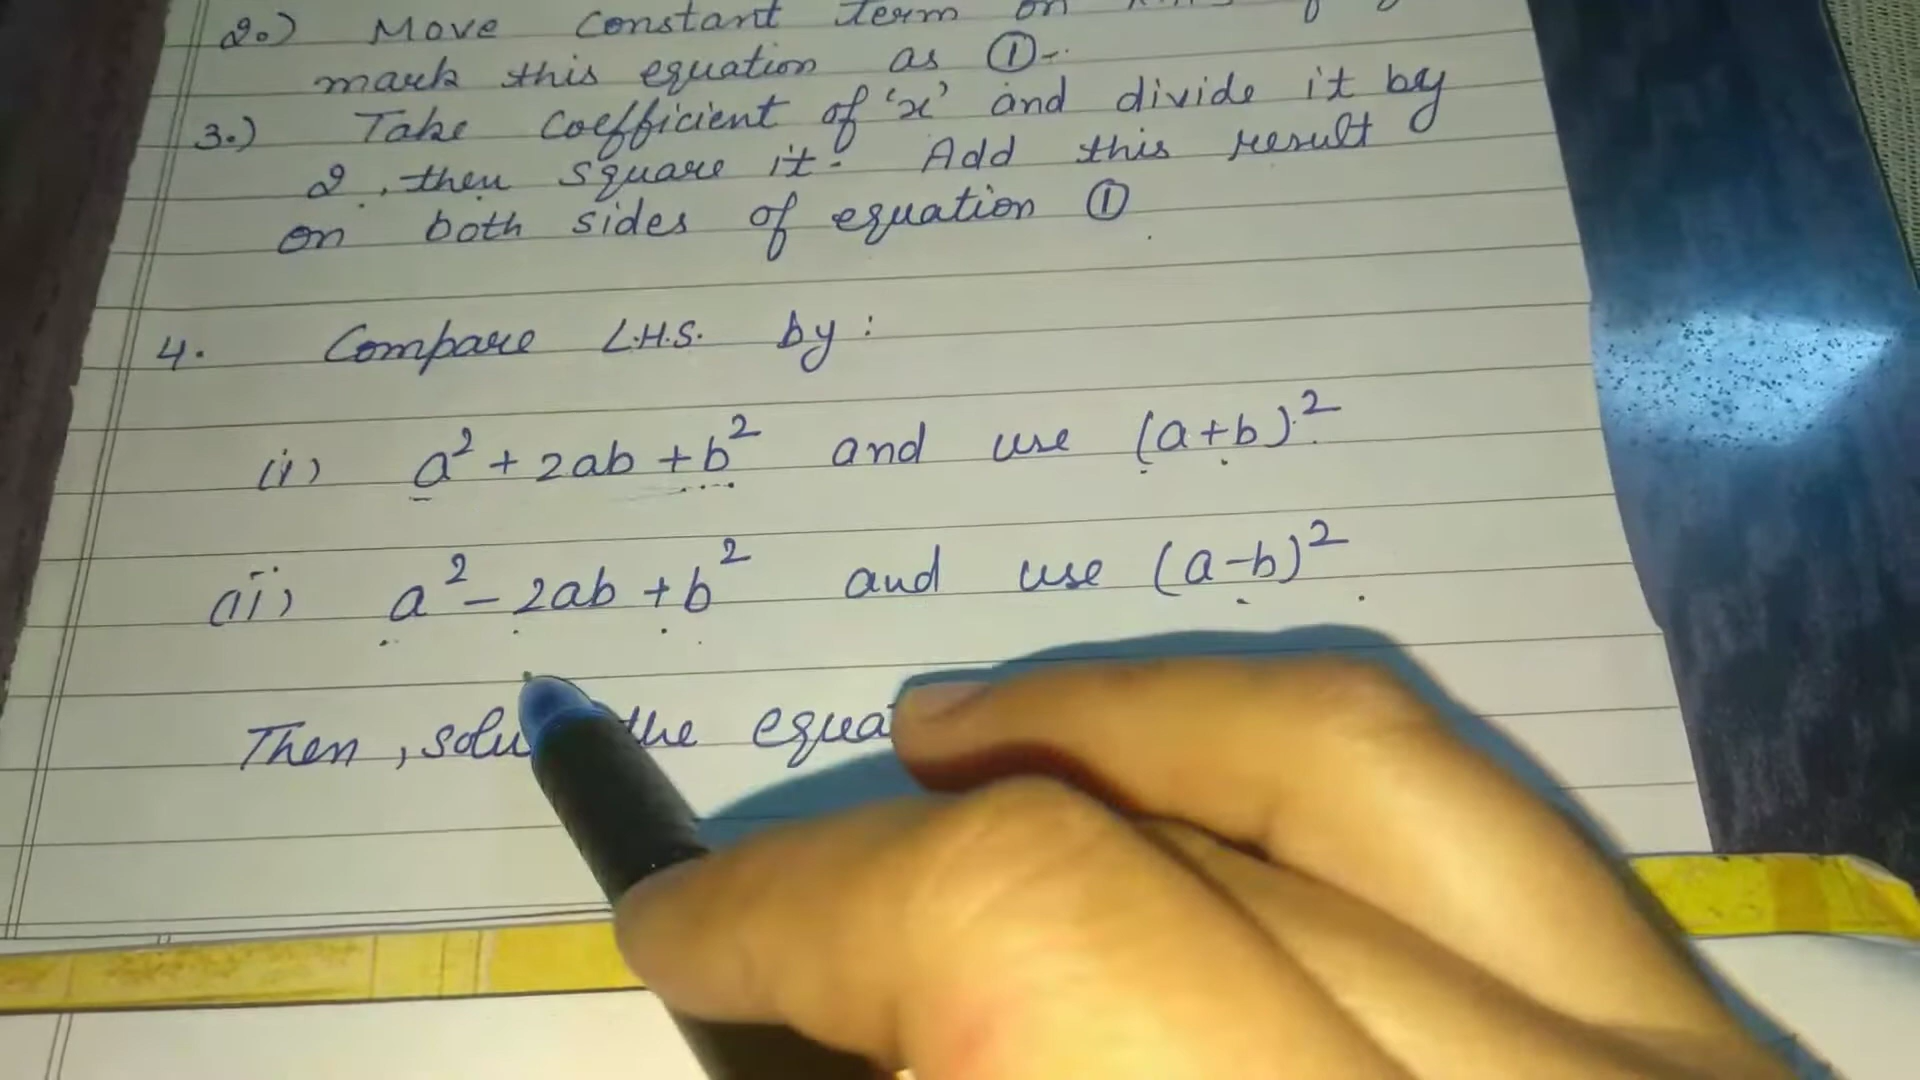 2.) Move constant term on
mark this equation as ①-
3.) Take coefficient of 'x' and divide it by
2, then square it. Add this result
on both sides of equation ①
4. Compare L.H.S. by:
(i) a² + 2ab + b² and use (a+b)²
(ii) a² - 2ab + b² and use (a-b)²
Then, the